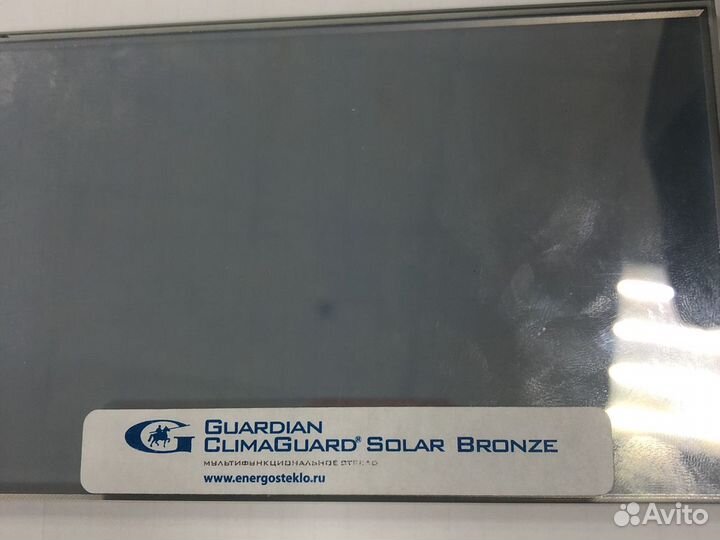 GUARDIAN
CLIMAGUARD® SOLAR BRONZE
МУЛЬТИФУНКЦИОНАЛЬНОЕ СТЕКЛО
www.energosteklo.ru
Avito